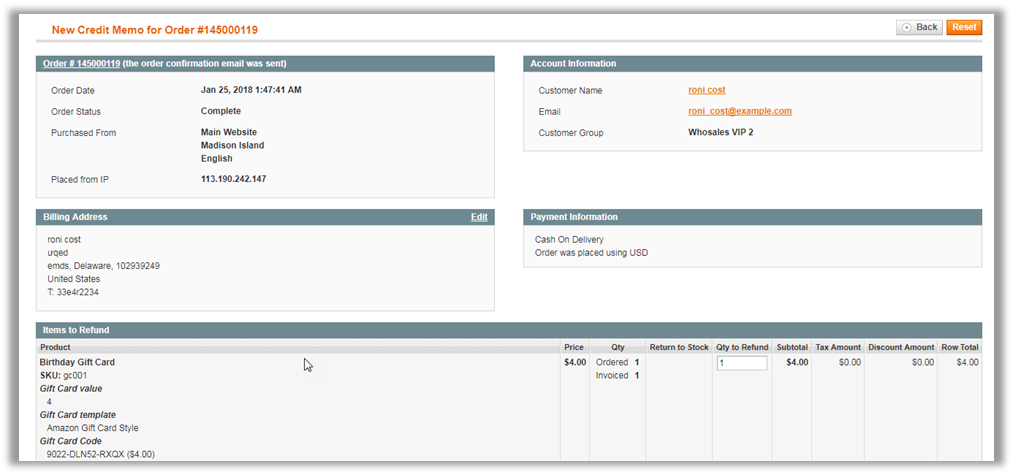 New Credit Memo for Order #145000119
Back Reset
Order # 145000119 (the order confirmation email was sent)
Order Date Jan 25, 2018 1:47:41 AM
Order Status Complete
Purchased From Main Website
Madison Island
English
Placed from IP 113.190.242.147
Account Information
Customer Name roni cost
Email roni_cost@example.com
Customer Group Whosales VIP 2
Billing Address Edit
roni cost
urqed
emds, Delaware, 102939249
United States
T: 33e4r2234
Payment Information
Cash On Delivery
Order was placed using USD
Items to Refund
Product Price Qty Return to Stock Qty to Refund Subtotal Tax Amount Discount Amount Row Total
Birthday Gift Card $4.00 Ordered 1 1 $4.00 $0.00 $0.00 $4.00
SKU: gc001 Invoiced 1
Gift Card value
4
Gift Card template
Amazon Gift Card Style
Gift Card Code
9022-DLN52-RXQX ($4.00)